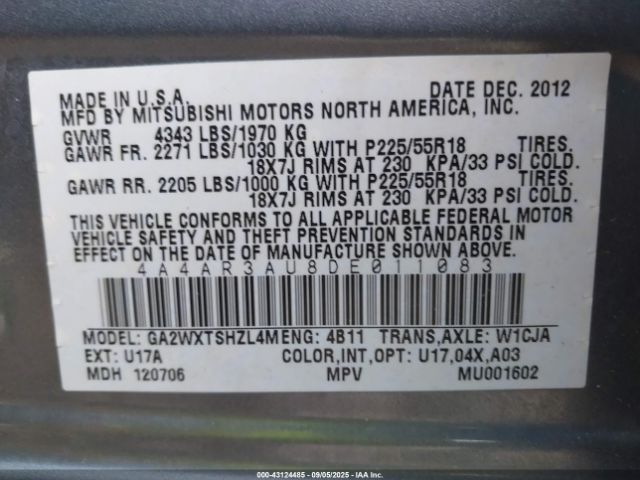 MADE IN U.S.A. DATE DEC. 2012
MFD BY MITSUBISHI MOTORS NORTH AMERICA, INC.
GVWR 4343 LBS/1970 KG
GAWR FR. 2271 LBS/1030 KG WITH P225/55R18 TIRES.
18X7J RIMS AT 230 KPA/33 PSI COLD.
GAWR RR. 2205 LBS/1000 KG WITH P225/55R18 TIRES.
18X7J RIMS AT 230 KPA/33 PSI COLD.
THIS VEHICLE CONFORMS TO ALL APPLICABLE FEDERAL MOTOR
VEHICLE SAFETY AND THEFT PREVENTION STANDARDS IN
EFFECT ON THE DATE OF MANUFACTURE SHOWN ABOVE.
4A4AR3AU8DE011083
MODEL: GA2WXTSHZL4M ENG: 4B11 TRANS,AXLE: W1CJA
EXT: U17A COLOR,INT,OPT: U17,04X,A03
MDH 120706 MPV MU001602
000-43124485 - 09/05/2025 - IAA Inc.